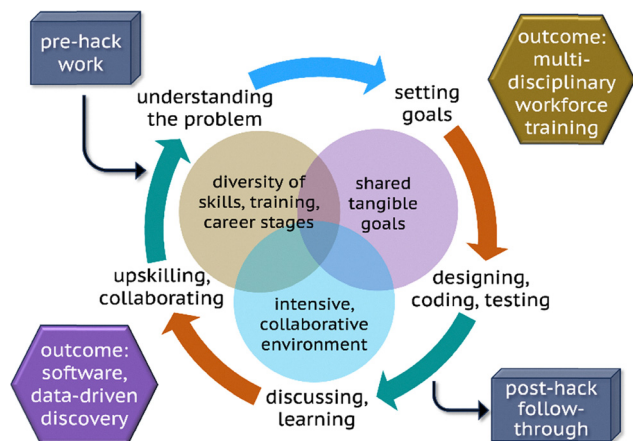 pre-hack
work
outcome:
multi-
disciplinary
workforce
training
understanding
the problem
setting
goals
diversity of
skills, training,
career stages
shared
tangible
goals
upskilling,
collaborating
designing,
coding, testing
intensive,
collaborative
environment
outcome:
software,
data-driven
discovery
discussing,
learning
post-hack
follow-
through